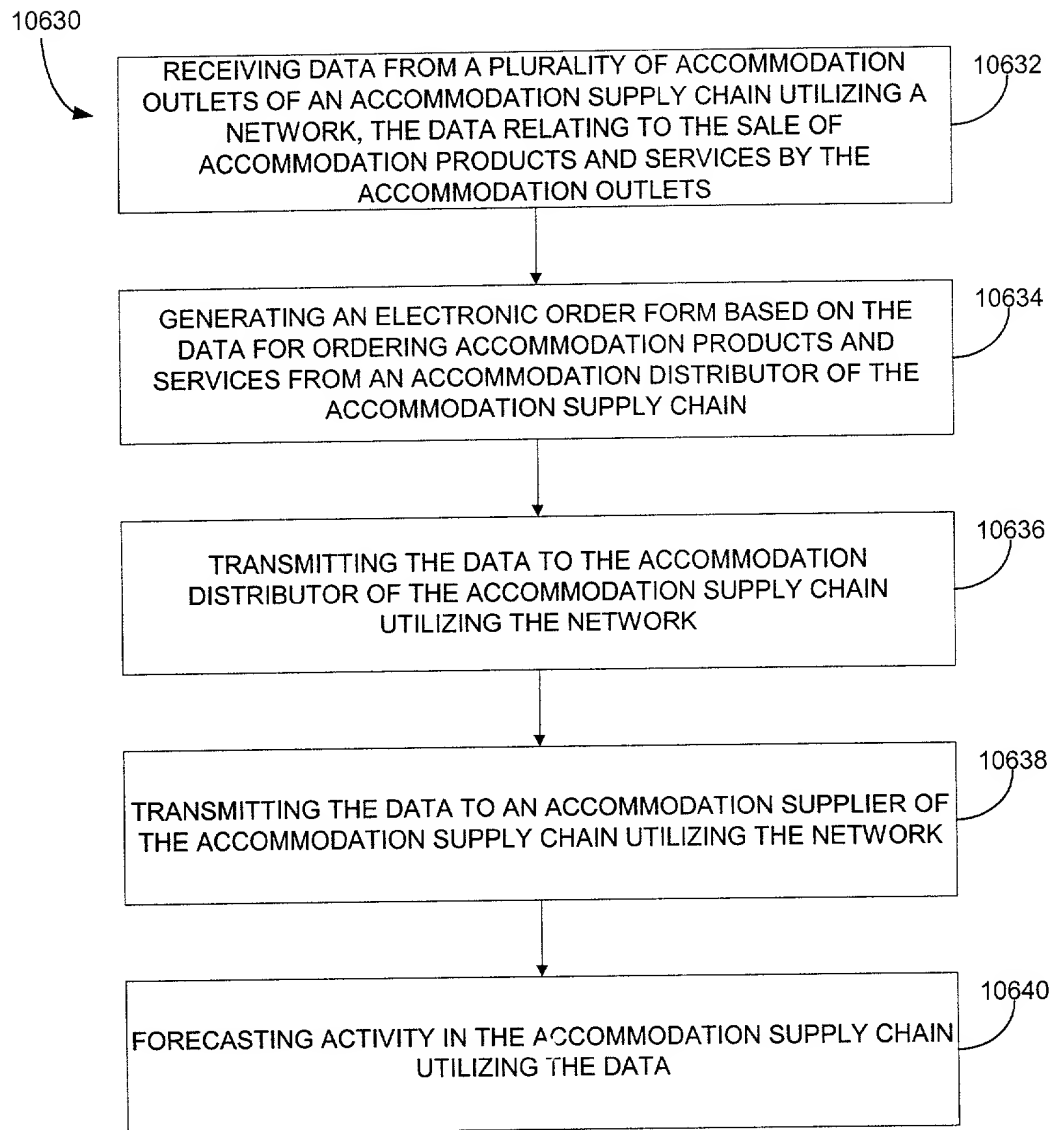 10630
RECEIVING DATA FROM A PLURALITY OF ACCOMMODATION
OUTLETS OF AN ACCOMMODATION SUPPLY CHAIN UTILIZING A
NETWORK, THE DATA RELATING TO THE SALE OF
ACCOMMODATION PRODUCTS AND SERVICES BY THE
ACCOMMODATION OUTLETS
10632
GENERATING AN ELECTRONIC ORDER FORM BASED ON THE
DATA FOR ORDERING ACCOMMODATION PRODUCTS AND
SERVICES FROM AN ACCOMMODATION DISTRIBUTOR OF THE
ACCOMMODATION SUPPLY CHAIN
10634
TRANSMITTING THE DATA TO THE ACCOMMODATION
DISTRIBUTOR OF THE ACCOMMODATION SUPPLY CHAIN
UTILIZING THE NETWORK
10636
TRANSMITTING THE DATA TO AN ACCOMMODATION SUPPLIER OF
THE ACCOMMODATION SUPPLY CHAIN UTILIZING THE NETWORK
10638
FORECASTING ACTIVITY IN THE ACCOMMODATION SUPPLY CHAIN
UTILIZING THE DATA
10640